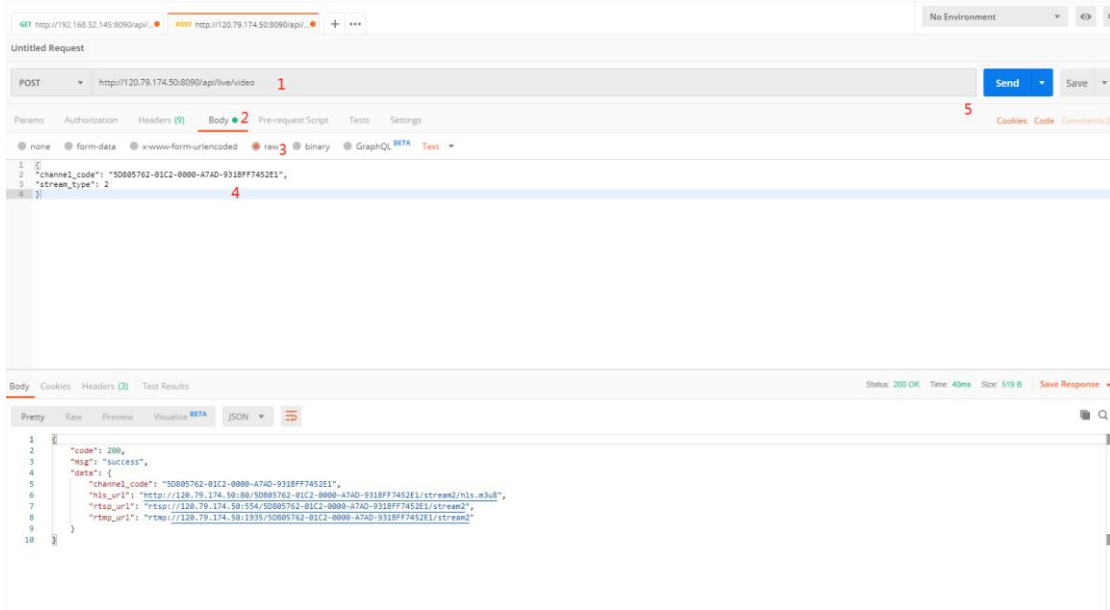 No Environment
GET http://192.168.52.145:8090/api/... POST http://120.79.174.50:8090/api/... + •••
Untitled Request
POST http://120.79.174.50:8090/api/live/video 1 Send Save
5
Params Authorization Headers (9) Body 2 Pre-request Script Tests Settings Cookies Code Comments
none form-data x-www-form-urlencoded raw 3 binary GraphQL BETA Text
1 {
2 "channel_code": "5D805762-01C2-0000-A7AD-931BFF7452E1",
3 "stream_type": 2
4 }
4
Body Cookies Headers (3) Test Results Status: 200 OK Time: 40ms Size: 519 B Save Response
Pretty Raw Preview Visualize BETA JSON
1 {
2 "code": 200,
3 "msg": "success",
4 "data": {
5 "channel_code": "5D805762-01C2-0000-A7AD-931BFF7452E1",
6 "hls_url": "http://120.79.174.50:80/5D805762-01C2-0000-A7AD-931BFF7452E1/stream2/hls.m3u8",
7 "rtsp_url": "rtsp://120.79.174.50:554/5D805762-01C2-0000-A7AD-931BFF7452E1/stream2",
8 "rtmp_url": "rtmp://120.79.174.50:1935/5D805762-01C2-0000-A7AD-931BFF7452E1/stream2"
9 }
10 }